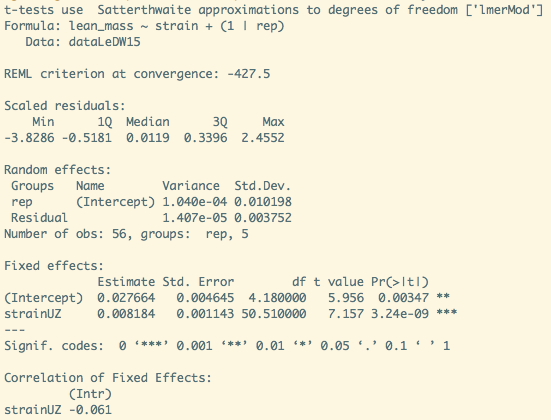 t-tests use  Satterthwaite approximations to degrees of freedom ['lmerMod']
Formula: lean_mass ~ strain + (1 | rep)
   Data: dataLeDW15

REML criterion at convergence: -427.5

Scaled residuals: 
    Min      1Q  Median      3Q     Max 
-3.8286 -0.5181  0.0119  0.3396  2.4552 

Random effects:
 Groups   Name        Variance  Std.Dev.
 rep      (Intercept) 1.040e-04 0.010198
 Residual             1.407e-05 0.003752
Number of obs: 56, groups:  rep, 5

Fixed effects:
             Estimate Std. Error        df t value Pr(>|t|)    
(Intercept)  0.027664   0.004645  4.180000   5.956  0.00347 ** 
strainUZ     0.008184   0.001143 50.510000   7.157 3.24e-09 ***
---
Signif. codes:  0 ‘***’ 0.001 ‘**’ 0.01 ‘*’ 0.05 ‘.’ 0.1 ‘ ’ 1

Correlation of Fixed Effects:
         (Intr)
strainUZ -0.061